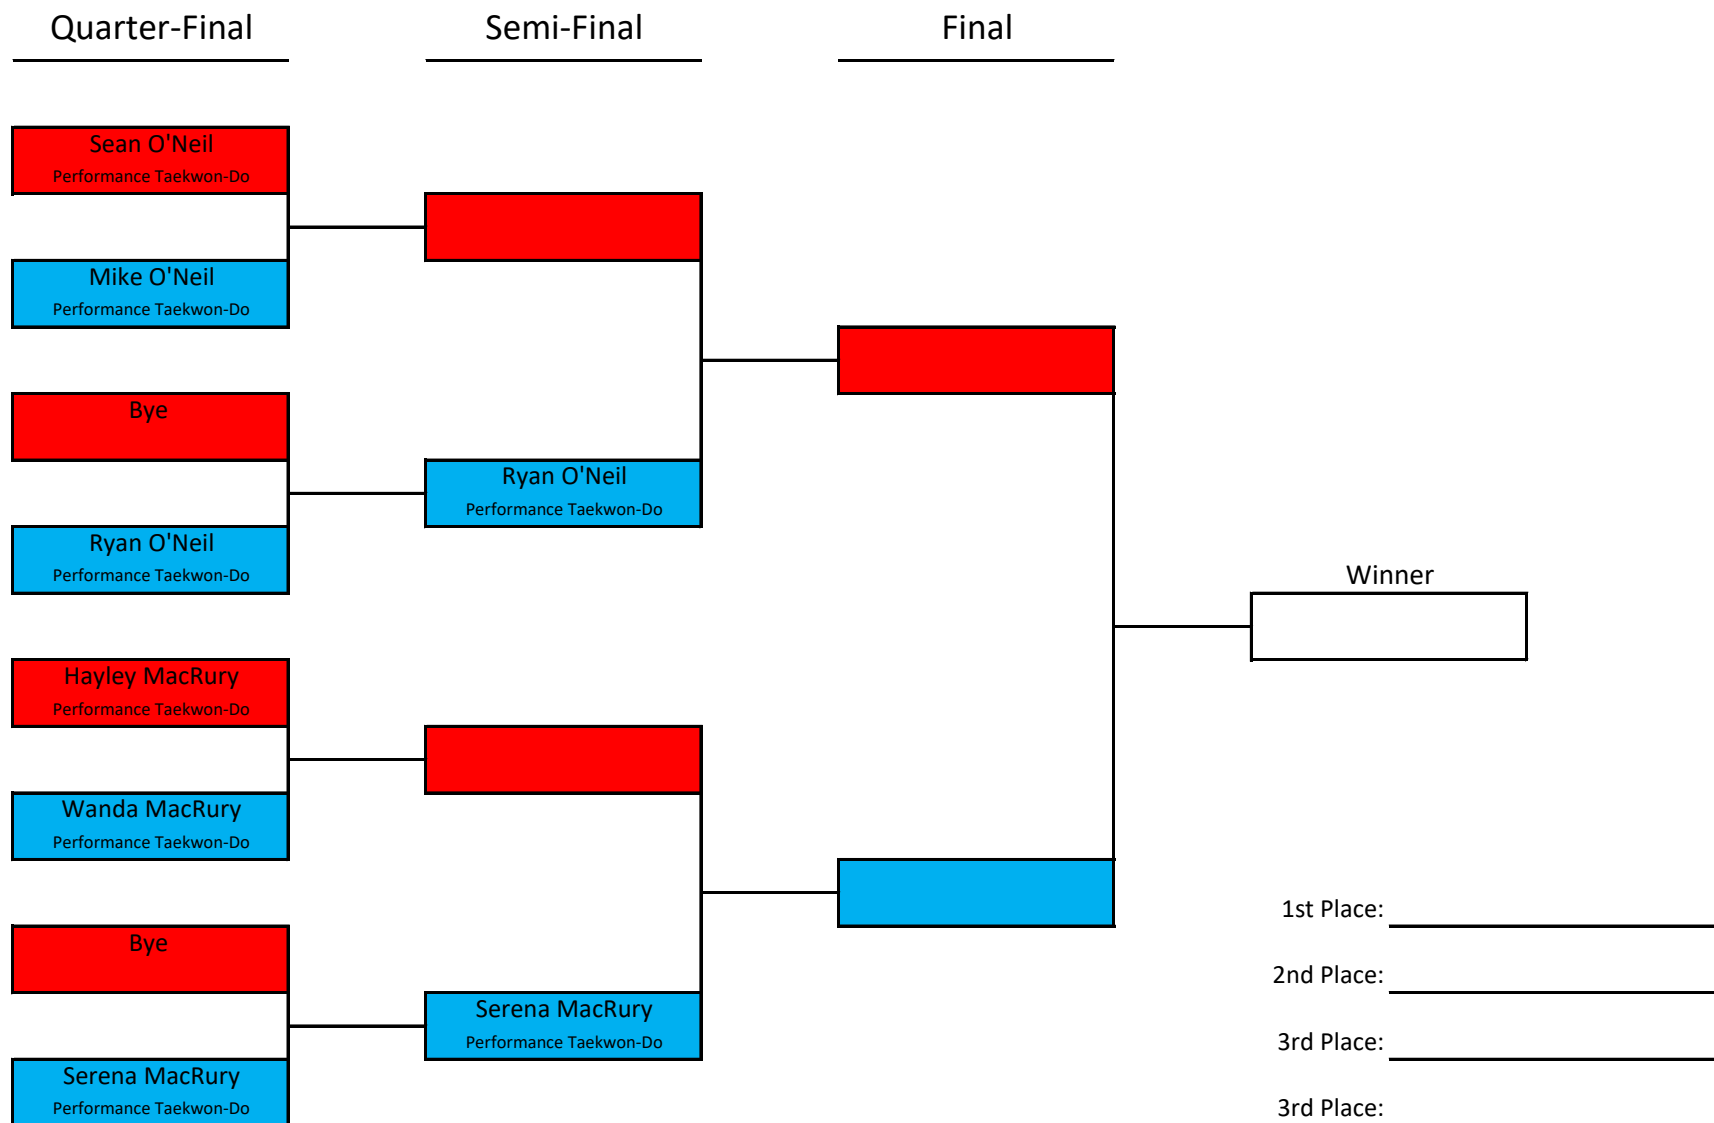 Quarter-Final
Semi-Final
Final
Sean O'Neil
Performance Taekwon-Do
Mike O'Neil
Performance Taekwon-Do
Bye
Ryan O'Neil
Performance Taekwon-Do
Ryan O'Neil
Performance Taekwon-Do
Winner
Hayley MacRury
Performance Taekwon-Do
Wanda MacRury
Performance Taekwon-Do
Bye
Serena MacRury
Performance Taekwon-Do
Serena MacRury
Performance Taekwon-Do
1st Place:
2nd Place:
3rd Place:
3rd Place: